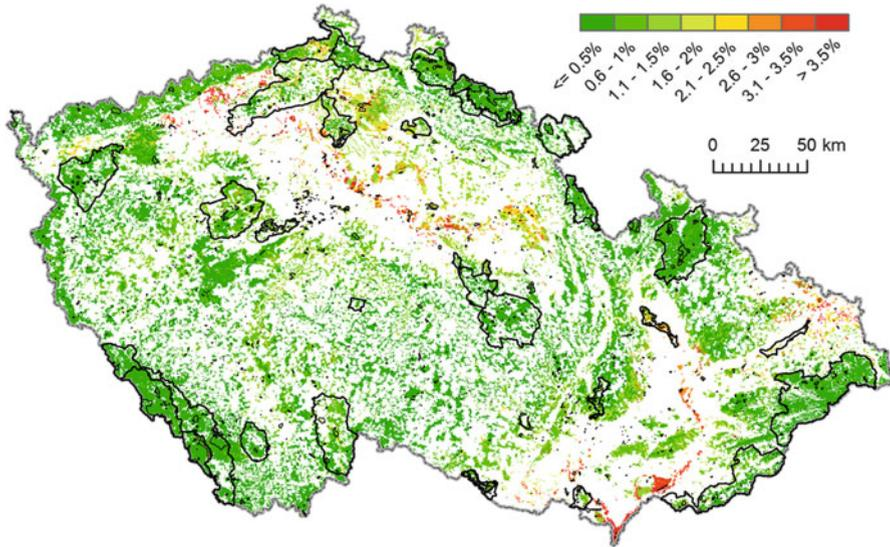 <= 0.5%
0.6 - 1%
1.1 - 1.5%
1.6 - 2%
2.1 - 2.5%
2.6 - 3%
3.1 - 3.5%
> 3.5%
0 25 50 km